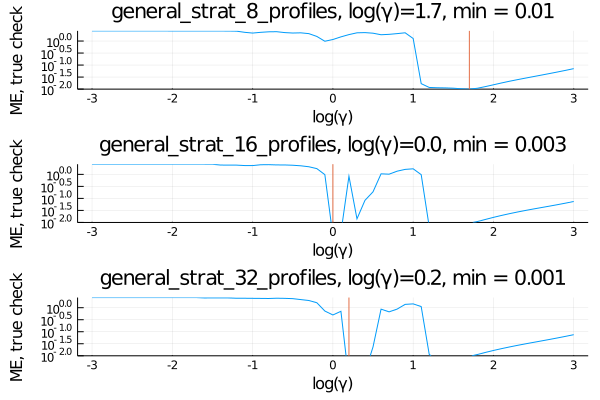 general_strat_8_profiles, log(γ)=1.7, min = 0.01
ME, true check
10^0.0
10^-0.5
10^-1.0
10^-1.5
10^-2.0
-3 -2 -1 0 1 2 3
log(γ)
general_strat_16_profiles, log(γ)=0.0, min = 0.003
ME, true check
10^0.0
10^-0.5
10^-1.0
10^-1.5
10^-2.0
-3 -2 -1 0 1 2 3
log(γ)
general_strat_32_profiles, log(γ)=0.2, min = 0.001
ME, true check
10^0.0
10^-0.5
10^-1.0
10^-1.5
10^-2.0
-3 -2 -1 0 1 2 3
log(γ)